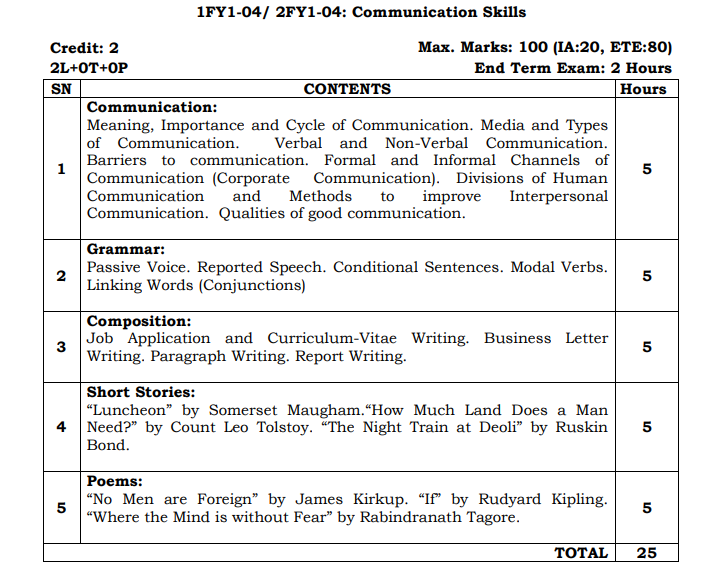 1FY1-04/ 2FY1-04: Communication Skills
Credit: 2 Max. Marks: 100 (IA:20, ETE:80)
2L+0T+0P End Term Exam: 2 Hours
SN CONTENTS Hours
1
Communication:
Meaning, Importance and Cycle of Communication. Media and Types
of Communication. Verbal and Non-Verbal Communication.
Barriers to communication. Formal and Informal Channels of
Communication (Corporate Communication). Divisions of Human
Communication and Methods to improve Interpersonal
Communication. Qualities of good communication.
5
2
Grammar:
Passive Voice. Reported Speech. Conditional Sentences. Modal Verbs.
Linking Words (Conjunctions)
5
3
Composition:
Job Application and Curriculum-Vitae Writing. Business Letter
Writing. Paragraph Writing. Report Writing.
5
4
Short Stories:
“Luncheon” by Somerset Maugham.“How Much Land Does a Man
Need?” by Count Leo Tolstoy. “The Night Train at Deoli” by Ruskin
Bond.
5
5
Poems:
“No Men are Foreign” by James Kirkup. “If” by Rudyard Kipling.
“Where the Mind is without Fear” by Rabindranath Tagore.
5
TOTAL 25